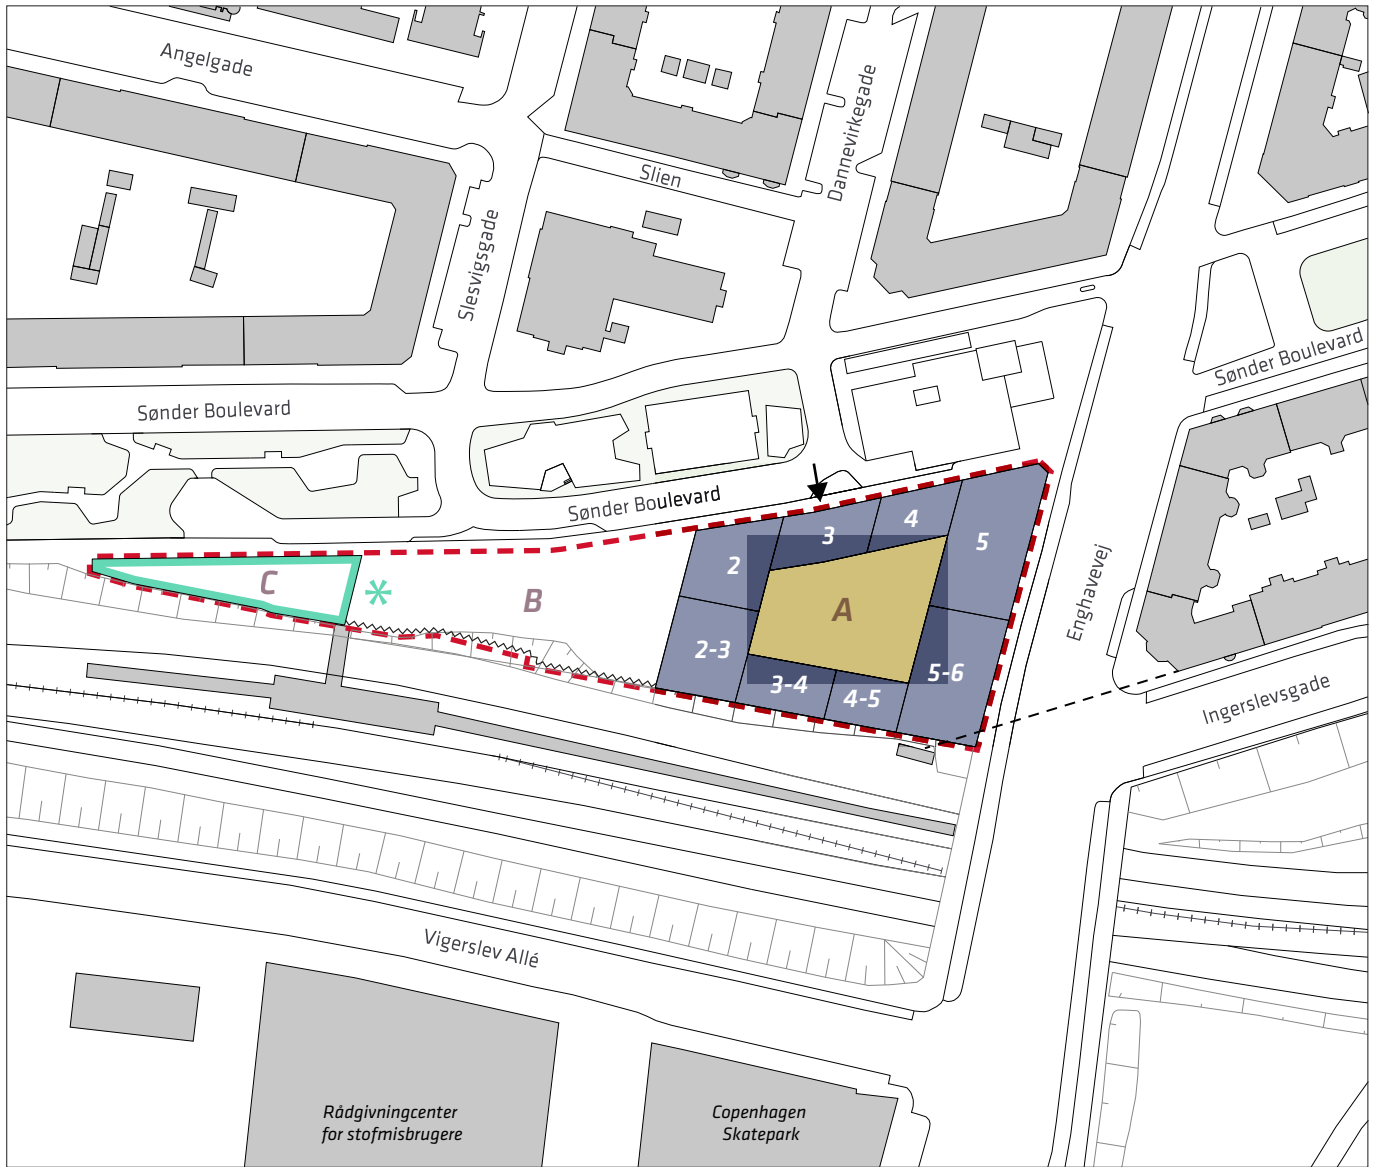 Angelgade
Slesvigsgade
Slien
Dannevirkegade
Sønder Boulevard
Sønder Boulevard
Sønder Boulevard
Enghavevej
Ingerslevsgade
C
*
B
2
3
4
5
A
2-3
3-4
4-5
5-6
Vigerslev Allé
Rådgivningcenter
for stofmisbrugere
Copenhagen
Skatepark